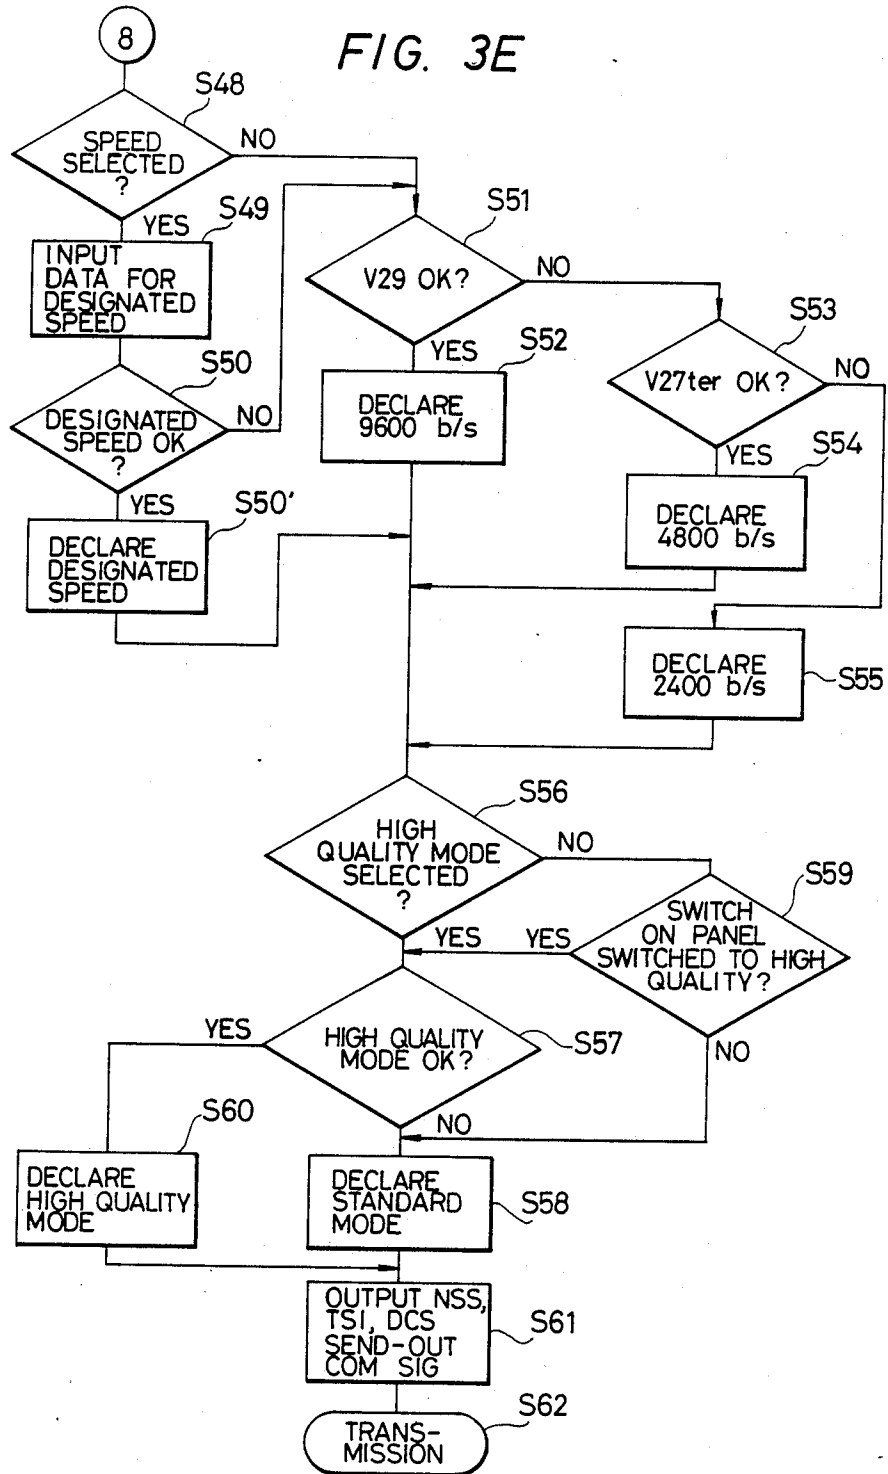 8
FIG. 3E
S48
SPEED
SELECTED
?
NO
YES
S49
INPUT
DATA FOR
DESIGNATED
SPEED
S50
DESIGNATED
SPEED OK
?
NO
YES
S50'
DECLARE
DESIGNATED
SPEED
S51
V29 OK?
NO
YES
S52
DECLARE
9600 b/s
S53
V27ter OK?
NO
YES
S54
DECLARE
4800 b/s
DECLARE
2400 b/s
S55
S56
HIGH
QUALITY MODE
SELECTED
?
NO
YES
S59
SWITCH
ON PANEL
SWITCHED TO HIGH
QUALITY?
YES
NO
HIGH QUALITY
MODE OK?
S57
YES
NO
S60
DECLARE
HIGH QUALITY
MODE
DECLARE
STANDARD
MODE
S58
OUTPUT NSS,
TSI, DCS
SEND-OUT
COM SIG
S61
S62
TRANS-
MISSION